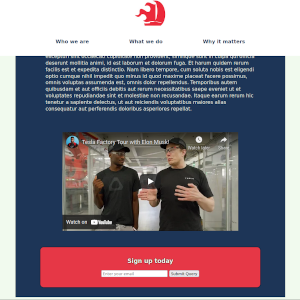 Who we are What we do Why it matters
deserunt mollitia animi, id est laborum et dolorum fuga. Et harum quidem rerum
facilis est et expedita distinctio. Nam libero tempore, cum soluta nobis est eligendi
optio cumque nihil impedit quo minus id quod maxime placeat facere possimus,
omnis voluptas assumenda est, omnis dolor repellendus. Temporibus autem
quibusdam et aut officiis debitis aut rerum necessitatibus saepe eveniet ut et
voluptates repudiandae sint et molestiae non recusandae. Itaque earum rerum hic
tenetur a sapiente delectus, ut aut reiciendis voluptatibus maiores alias
consequatur aut perferendis doloribus asperiores repellat.
Tesla Factory Tour with Elon Musk!
Watch later
Share
Watch on YouTube
Sign up today
Enter your email Submit Query